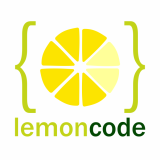 { }
lemoncode